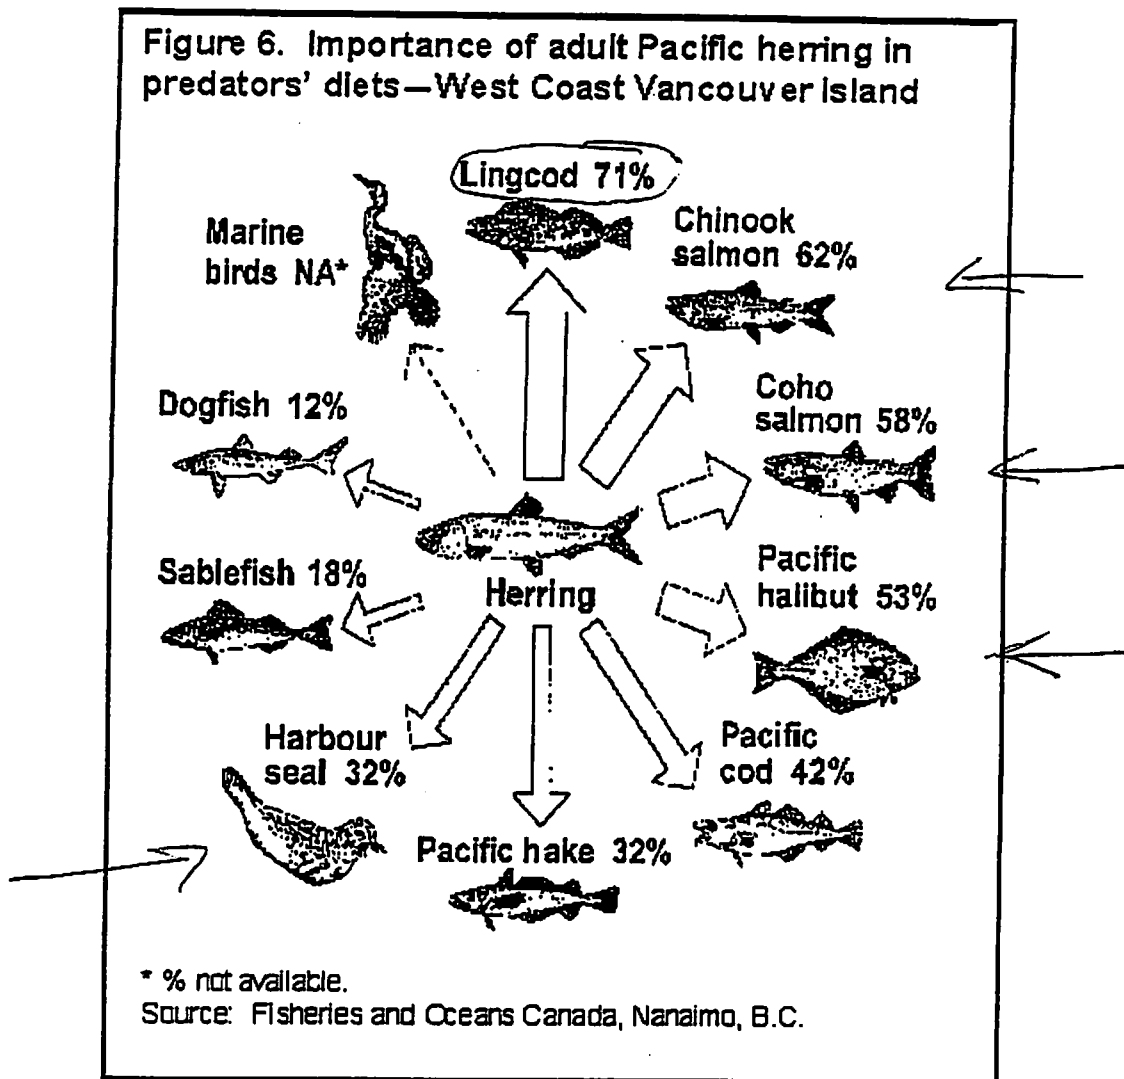 Figure 6. Importance of adult Pacific herring in
predators' diets—West Coast Vancouver Island
Lingcod 71%
Marine
birds NA*
Chinook
salmon 62%
Dogfish 12%
Coho
salmon 58%
Sablefish 18%
Herring
Pacific
halibut 53%
Harbour
seal 32%
Pacific hake 32%
Pacific
cod 42%
* % not available.
Source: Fisheries and Oceans Canada, Nanaimo, B.C.